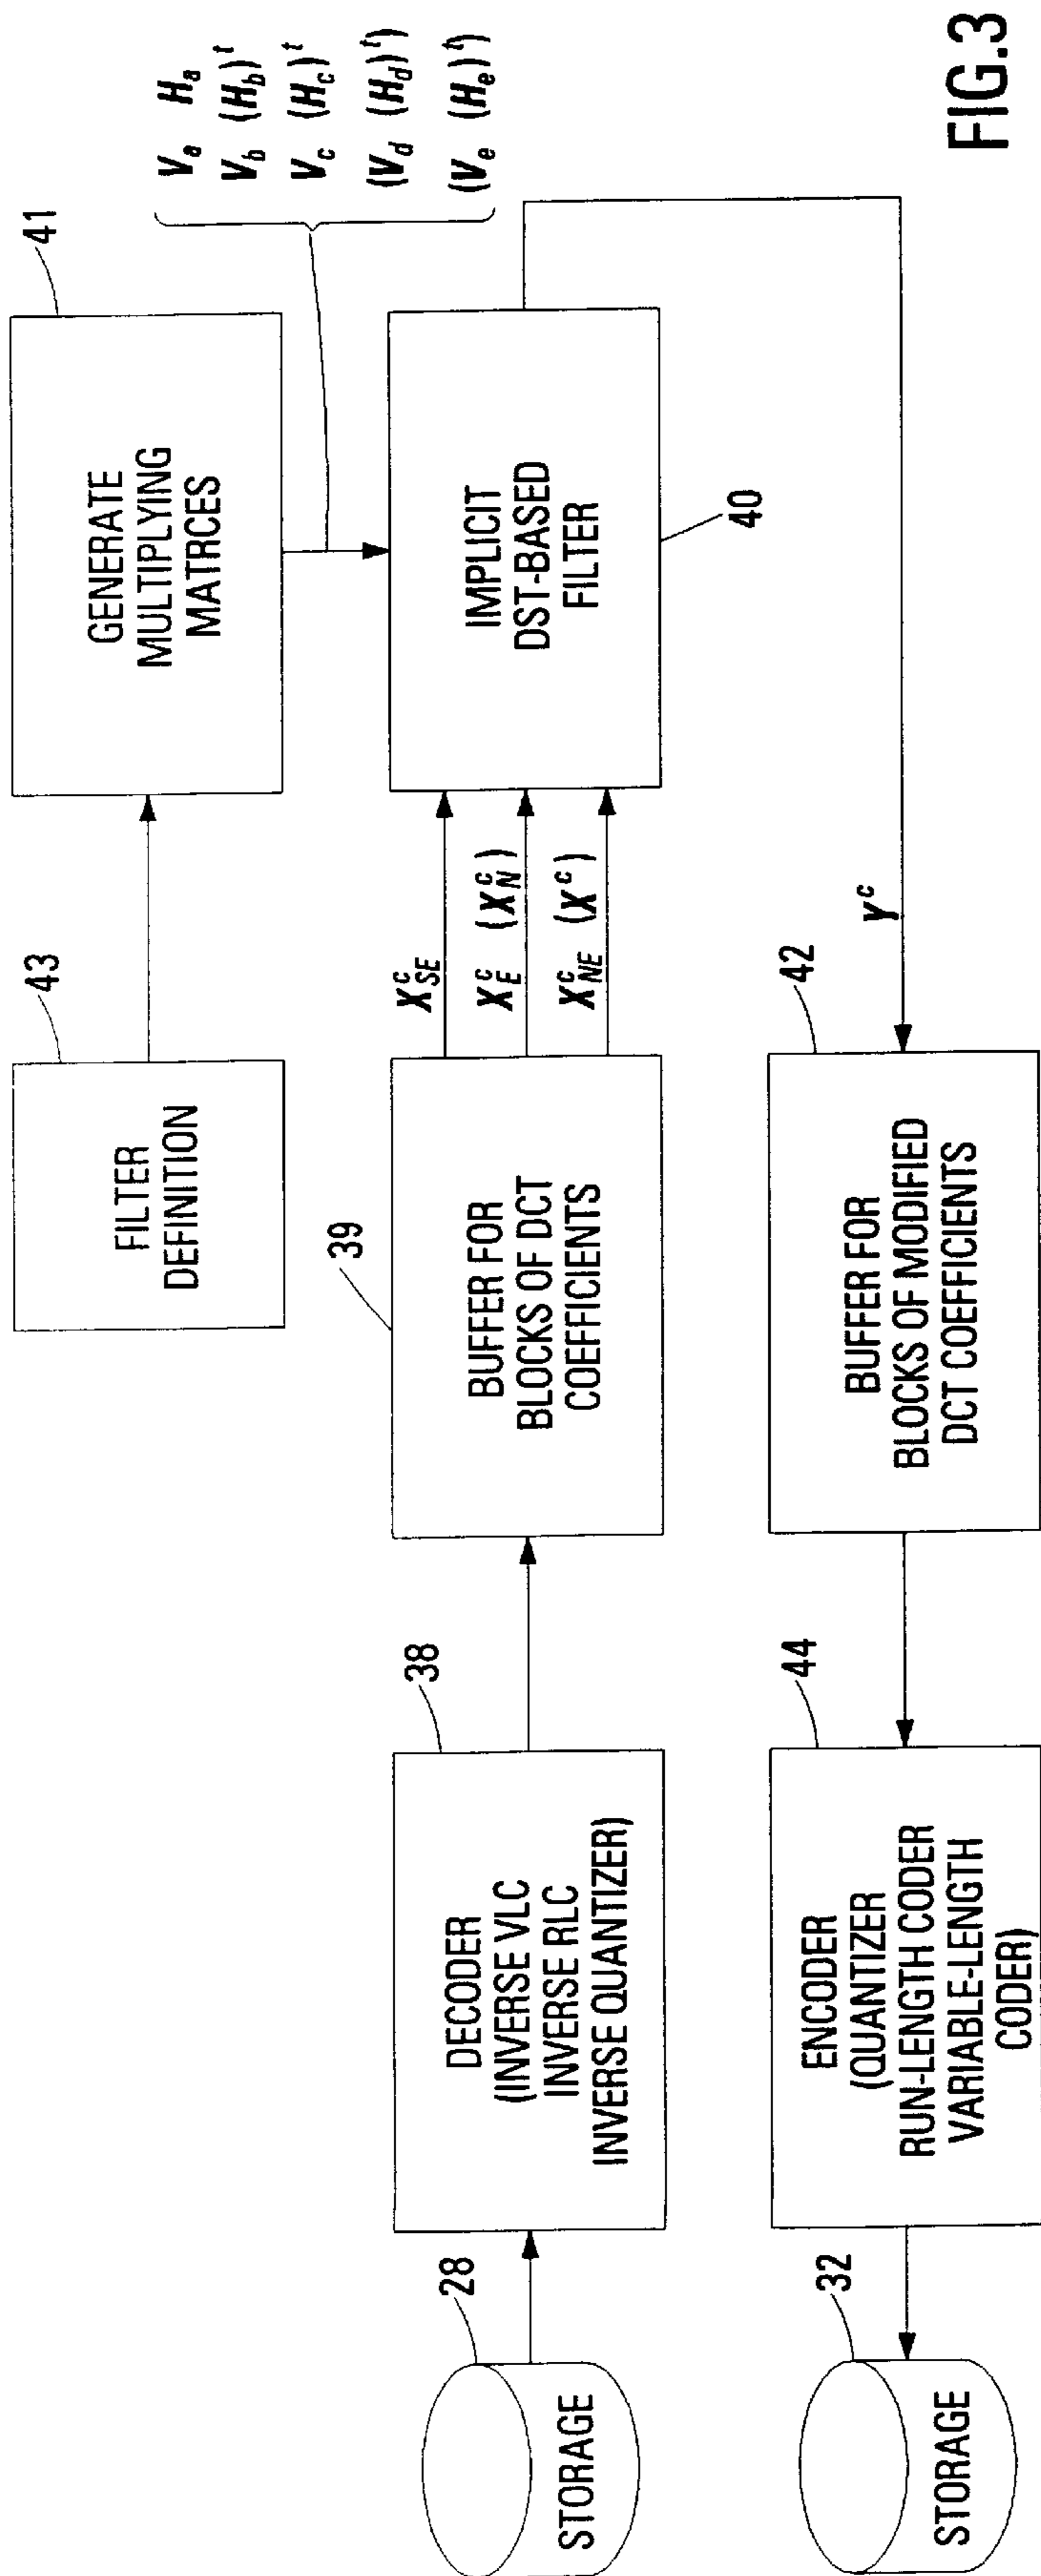 43
FILTER
DEFINITION
41
GENERATE
MULTIPLYING
MATRCES
V_a H_a
V_b (H_b)^t
V_c (H_c)^t
(V_d (H_d)^t)
(V_e (H_e)^t)
28
STORAGE
38
DECODER
(INVERSE VLC
INVERSE RLC
INVERSE QUANTIZER)
39
BUFFER FOR
BLOCKS OF DCT
COEFFICIENTS
X^c_SE
X^c_E (X^c_N)
X^c_NE (X^c)
IMPLICIT
DST-BASED
FILTER
40
32
STORAGE
44
ENCODER
(QUANTIZER
RUN-LENGTH CODER
VARIABLE-LENGTH
CODER)
42
BUFFER FOR
BLOCKS OF MODIFIED
DCT COEFFICIENTS
Y^c
FIG.3